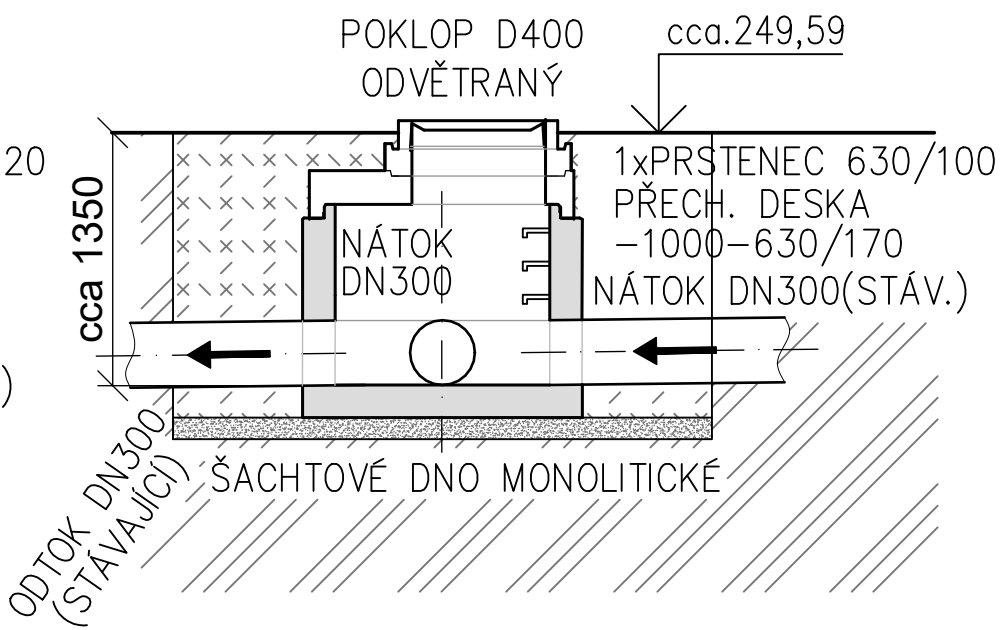 POKLOP D400
ODVĚTRANÝ
cca.249,59
20
1xPRSTENEC 630/100
PŘECH. DESKA
-1000-630/170
NÁTOK DN300(STÁV.)
cca 1350
NÁTOK
DN300
)
ŠACHTOVÉ DNO MONOLITICKÉ
ODTOK DN300
(STÁVAJÍCÍ)